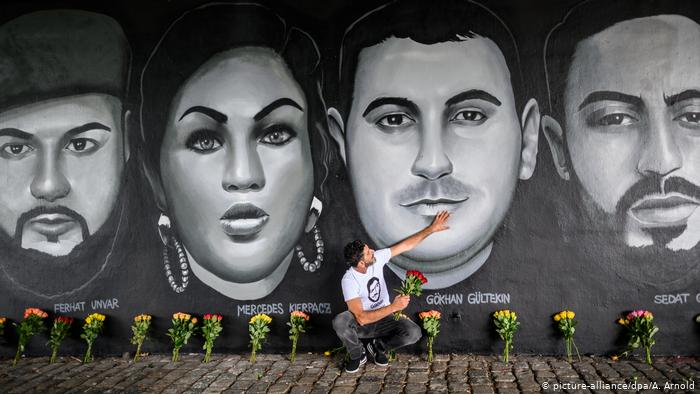 FERHAT UNVAR
MERCEDES KIERPACZ
GÖKHAN GÜLTEKIN
SEDAT
© picture-alliance/dpa/A. Arnold